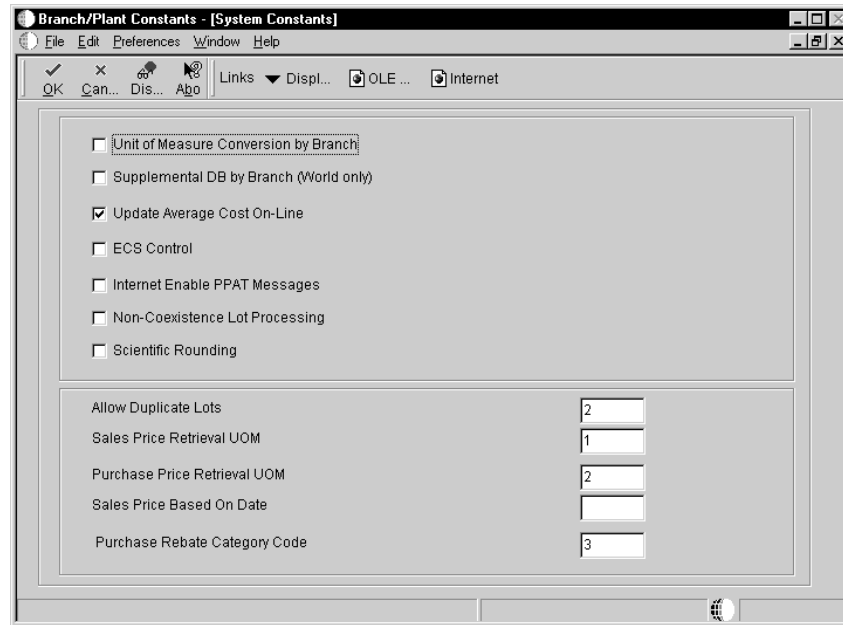 Branch/Plant Constants - [System Constants]
File Edit Preferences Window Help
OK Can... Dis... Abo Links Displ... OLE ... Internet
Unit of Measure Conversion by Branch
Supplemental DB by Branch (World only)
Update Average Cost On-Line
ECS Control
Internet Enable PPAT Messages
Non-Coexistence Lot Processing
Scientific Rounding
Allow Duplicate Lots 2
Sales Price Retrieval UOM 1
Purchase Price Retrieval UOM 2
Sales Price Based On Date
Purchase Rebate Category Code 3